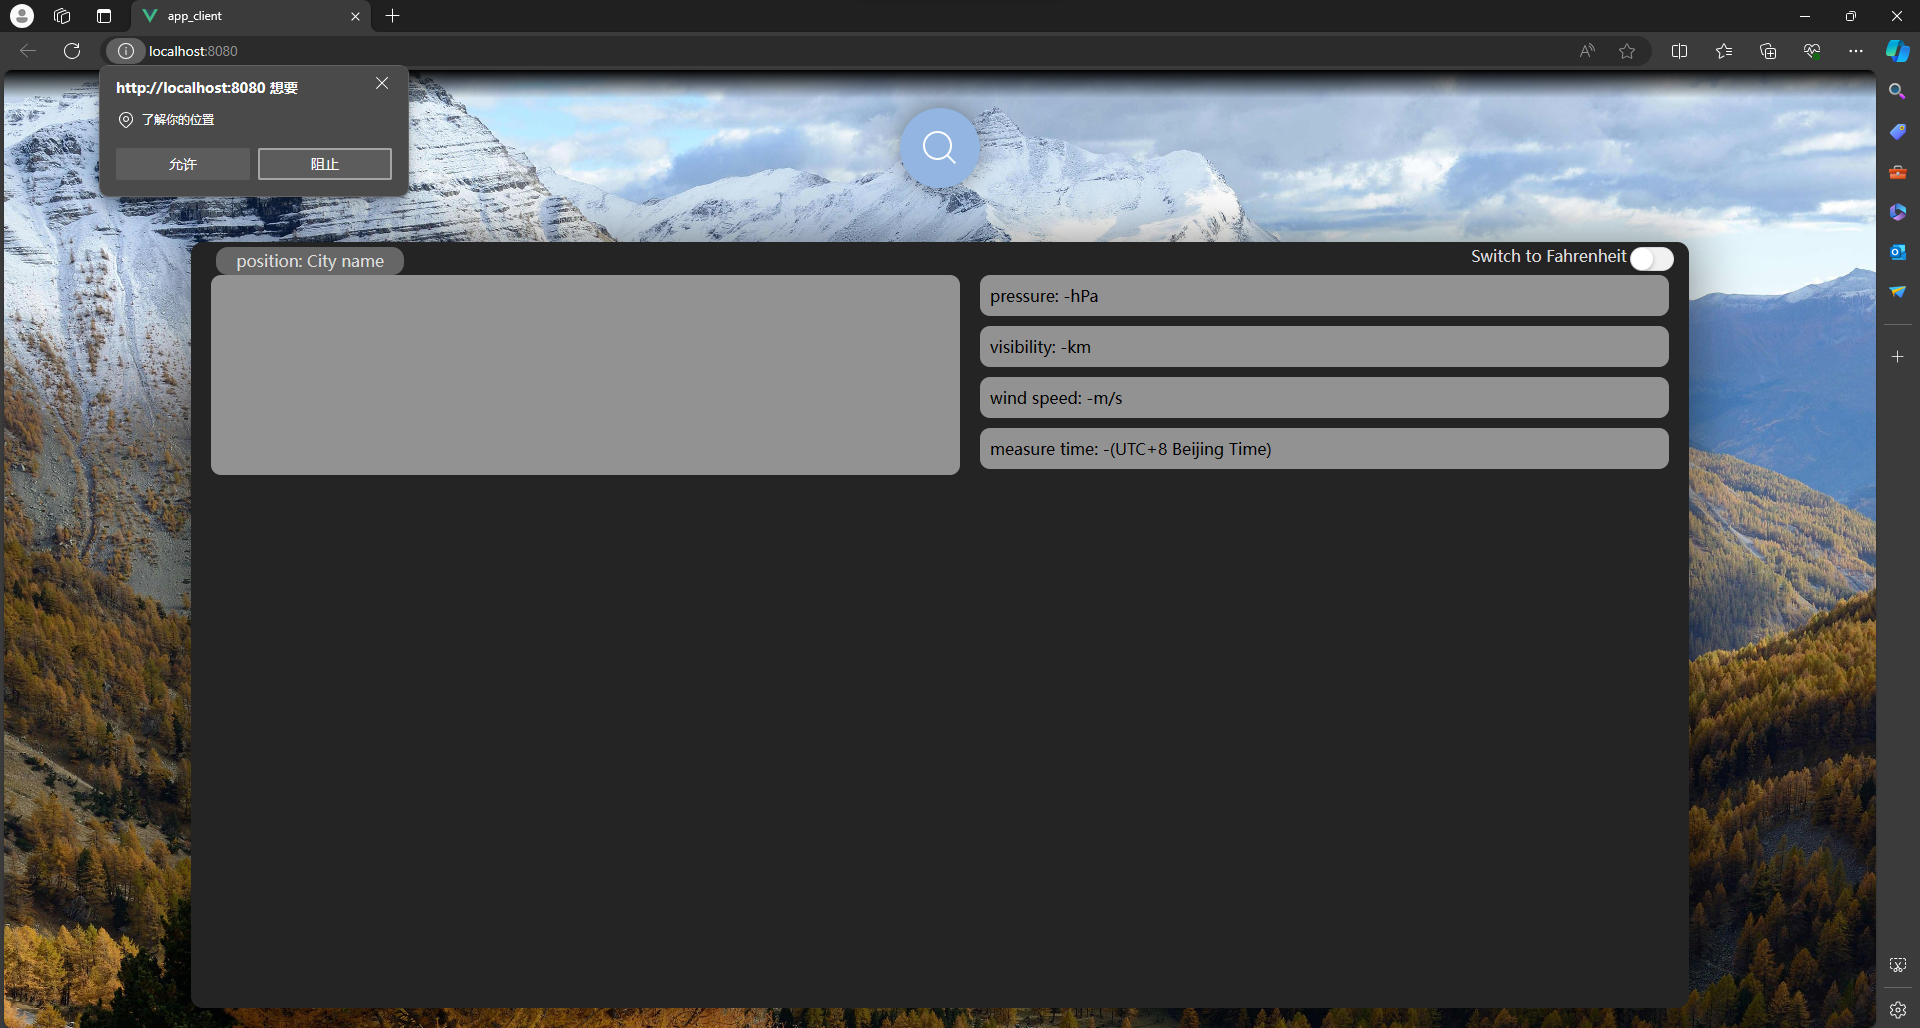 app_client
localhost:8080
http://localhost:8080 想要
了解你的位置
允许
阻止
position: City name
Switch to Fahrenheit
pressure: -hPa
visibility: -km
wind speed: -m/s
measure time: -(UTC+8 Beijing Time)